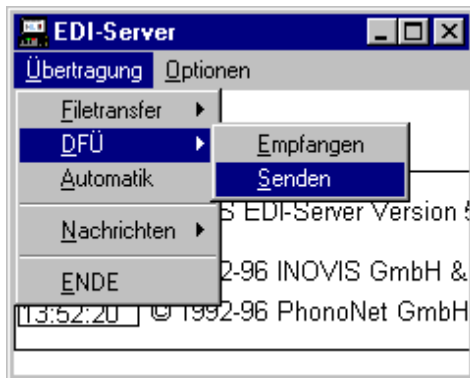 EDI-Server
Übertragung Optionen
Filetransfer
DFÜ
Empfangen
Automatik
Senden
S EDI-Server Version
Nachrichten
2-96 INOVIS GmbH &
ENDE
13:52:20 © 1992-96 PhonoNet GmbH